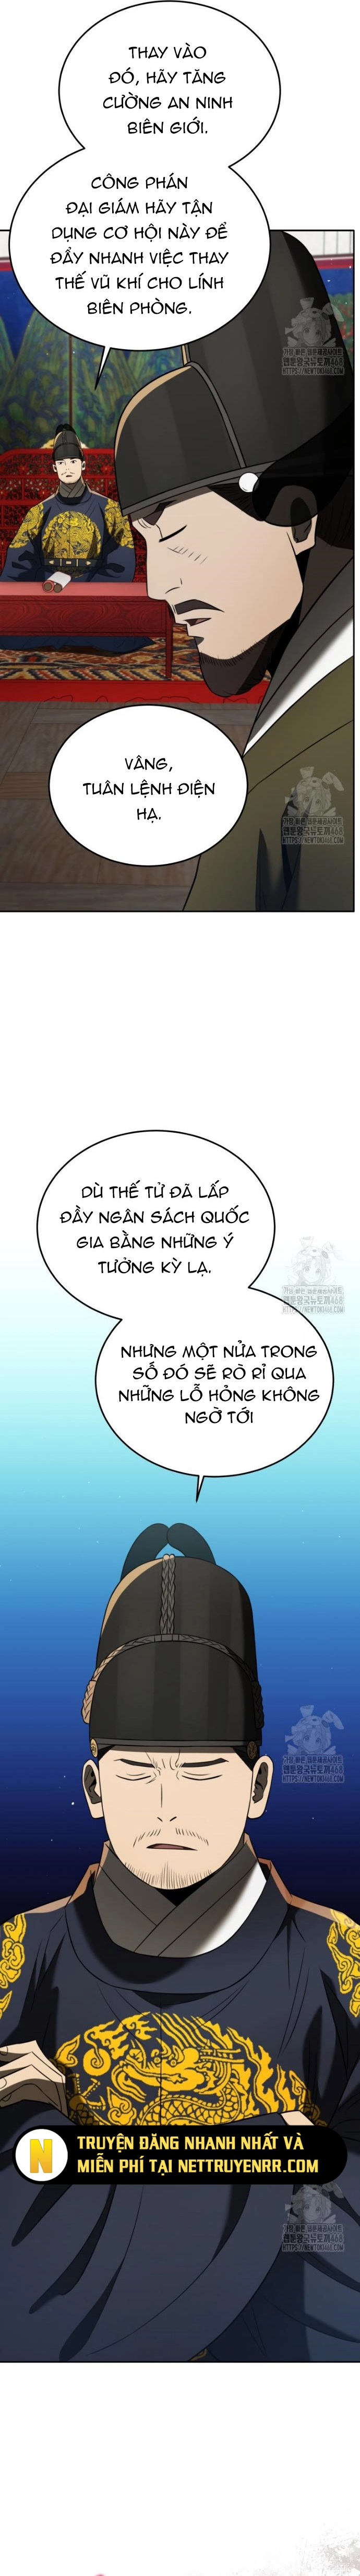 THAY VÀO
ĐÓ, HÃY TĂNG
CƯỜNG AN NINH
BIÊN GIỚI.
CÔNG PHÁN
ĐẠI GIÁM HÃY TẬN
DỤNG CƠ HỘI NÀY ĐỂ
ĐẨY NHANH VIỆC THAY
THẾ VŨ KHÍ CHO LÍNH
BIÊN PHÒNG.
VÂNG,
TUÂN LỆNH ĐIỆN
HẠ.
DÙ THẾ TỬ ĐÃ LẤP
ĐẦY NGÂN SÁCH QUỐC
GIA BẰNG NHỮNG Ý
TƯỞNG KỲ LẠ.
NHƯNG MỘT NỬA TRONG
SỐ ĐÓ SẼ RÒ RỈ QUA
NHỮNG LỖ HỎNG KHÔNG
NGỜ TỚI
N
TRUYỆN ĐĂNG NHANH NHẤT VÀ
MIỄN PHÍ TẠI NETTRUYENRR.COM